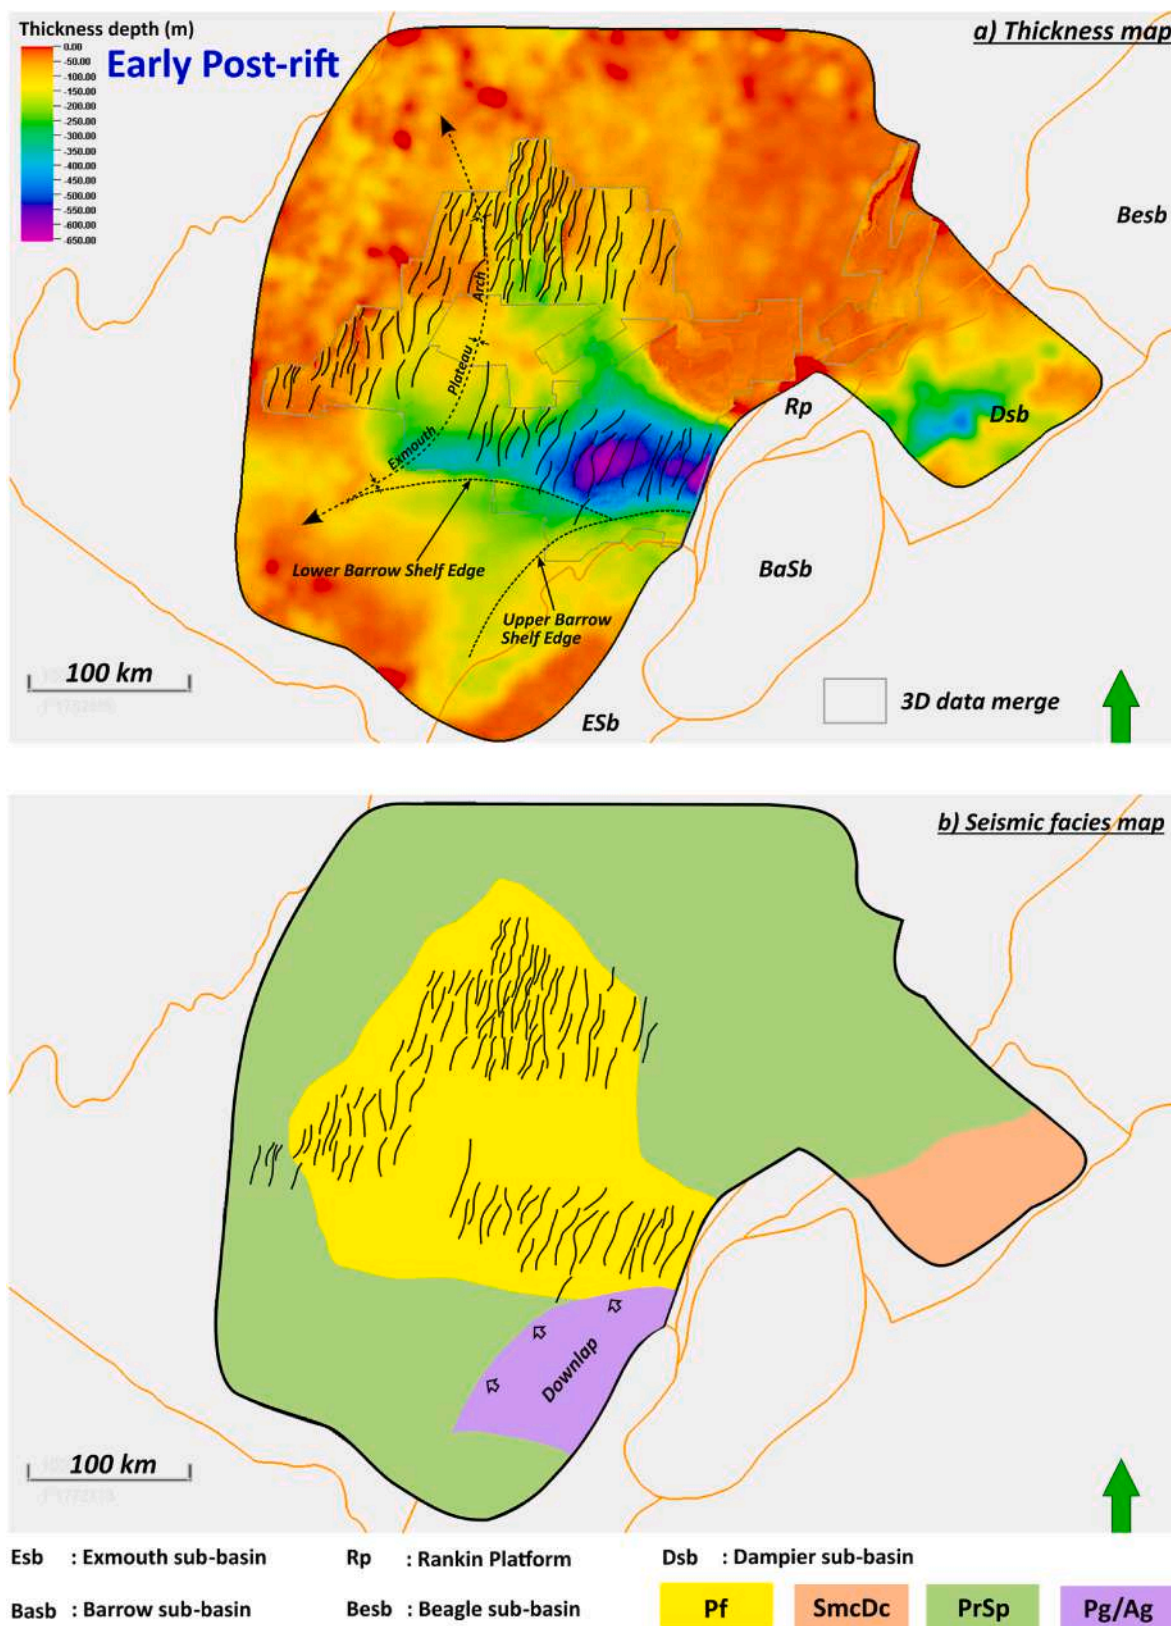 Thickness depth (m)
a) Thickness map
Early Post-rift
0.00
-50.00
-100.00
-150.00
-200.00
-250.00
-300.00
-350.00
-400.00
-450.00
-500.00
-550.00
-600.00
-650.00
Besb
Arch
Plateau
Exmouth
Rp
Dsb
Lower Barrow Shelf Edge
BaSb
Upper Barrow
Shelf Edge
100 km
3D data merge
ESb
b) Seismic facies map
Downlap
100 km
Esb : Exmouth sub-basin Rp : Rankin Platform Dsb : Dampier sub-basin
Basb : Barrow sub-basin Besb : Beagle sub-basin Pf SmcDc PrSp Pg/Ag